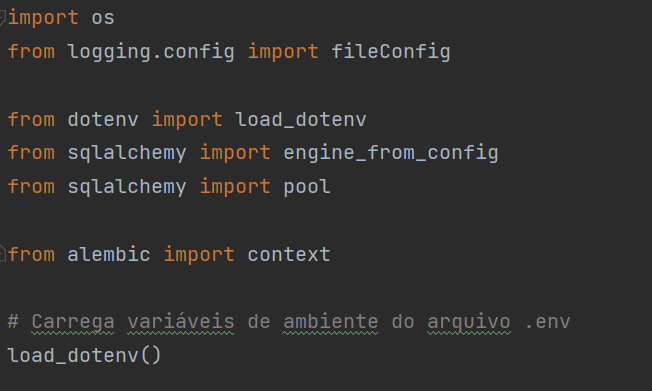 import os
from logging.config import fileConfig
from dotenv import load_dotenv
from sqlalchemy import engine_from_config
from sqlalchemy import pool
from alembic import context
# Carrega variáveis de ambiente do arquivo .env
load_dotenv()